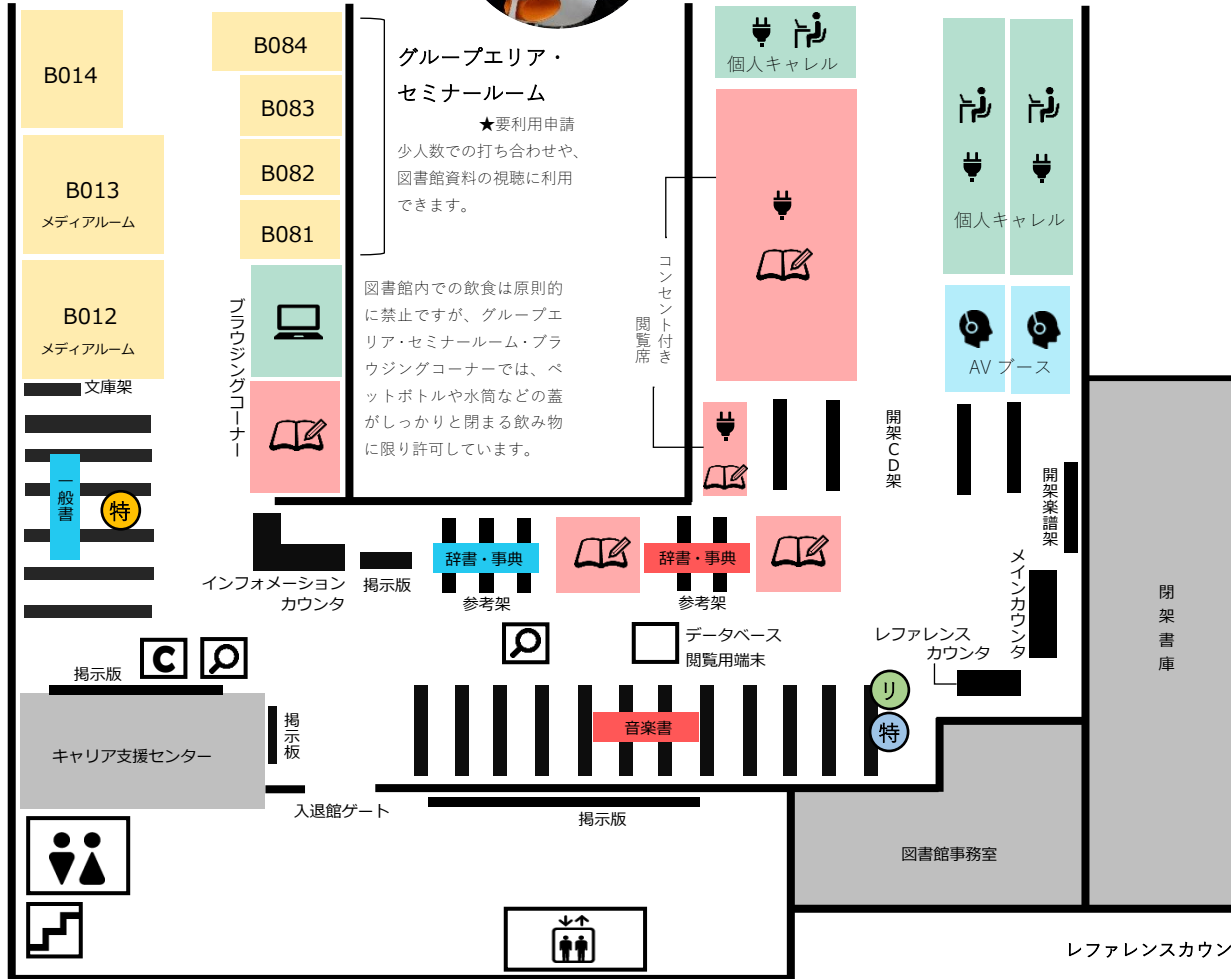 B014
B013
メディアルーム
B012
メディアルーム
文庫架
一般書
特
B084
B083
B082
B081
ブラウジングコーナー
グループエリア・
セミナールーム
★要利用申請
少人数での打ち合わせや、
図書館資料の視聴に利用
できます。
図書館内での飲食は原則的
に禁止ですが、グループエ
リア・セミナールーム・ブラ
ウジングコーナーでは、ペ
ットボトルや水筒などの蓋
がしっかりと閉まる飲み物
に限り許可しています。
コンセント付き
閲覧席
個人キャレル
個人キャレル
AV ブース
開架CD架
開架楽譜架
メインカウンタ
閉架書庫
インフォメーション
カウンタ
掲示版
辞書・事典
参考架
辞書・事典
参考架
データベース
閲覧用端末
レファレンス
カウンタ
掲示版
C
キャリア支援センター
掲示板
入退館ゲート
音楽書
リ
特
掲示版
図書館事務室
レファレンスカウン